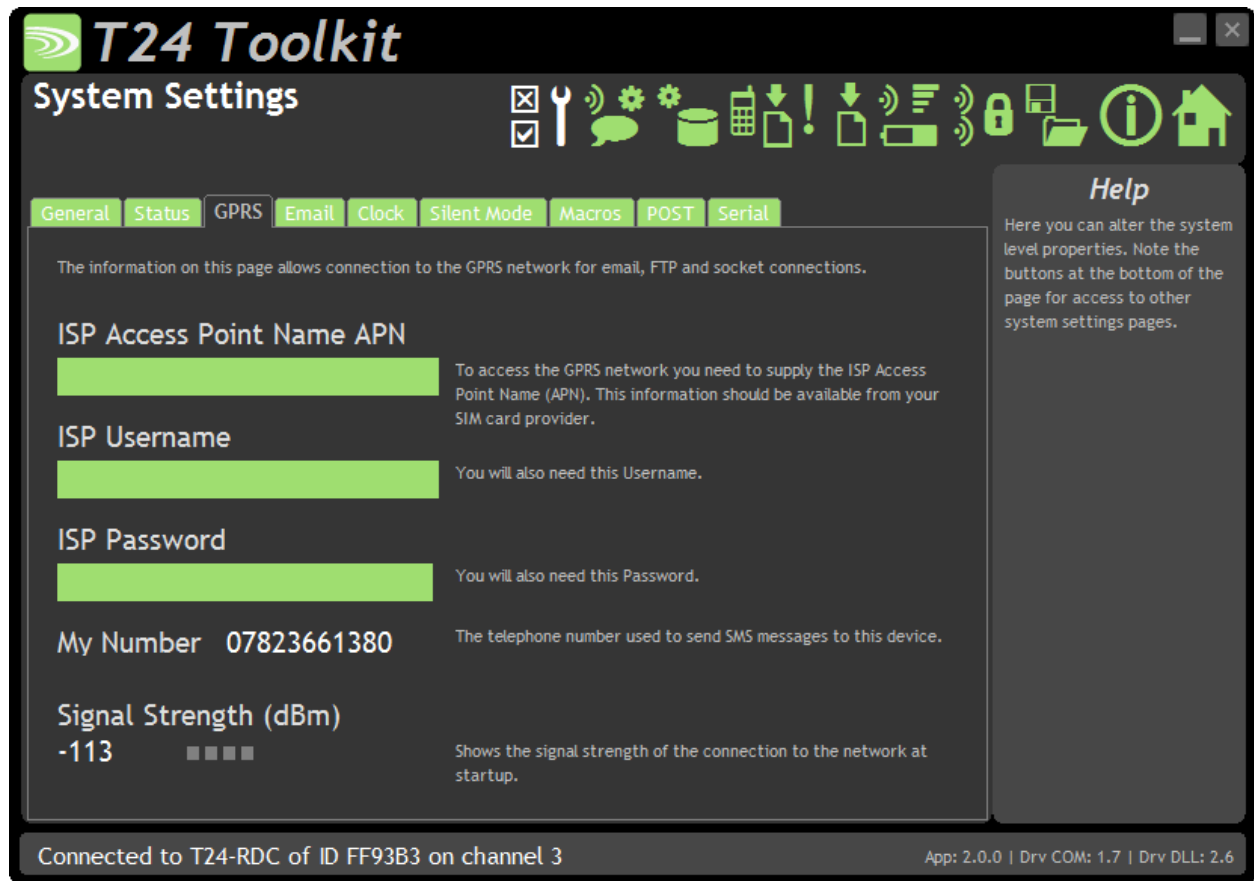 T24 Toolkit
System Settings
General Status GPRS Email Clock Silent Mode Macros POST Serial
The information on this page allows connection to the GPRS network for email, FTP and socket connections.
ISP Access Point Name APN
To access the GPRS network you need to supply the ISP Access
Point Name (APN). This information should be available from your
SIM card provider.
ISP Username
You will also need this Username.
ISP Password
You will also need this Password.
My Number 07823661380
The telephone number used to send SMS messages to this device.
Signal Strength (dBm)
-113
Shows the signal strength of the connection to the network at
startup.
Help
Here you can alter the system
level properties. Note the
buttons at the bottom of the
page for access to other
system settings pages.
Connected to T24-RDC of ID FF93B3 on channel 3
App: 2.0.0 | Drv COM: 1.7 | Drv DLL: 2.6